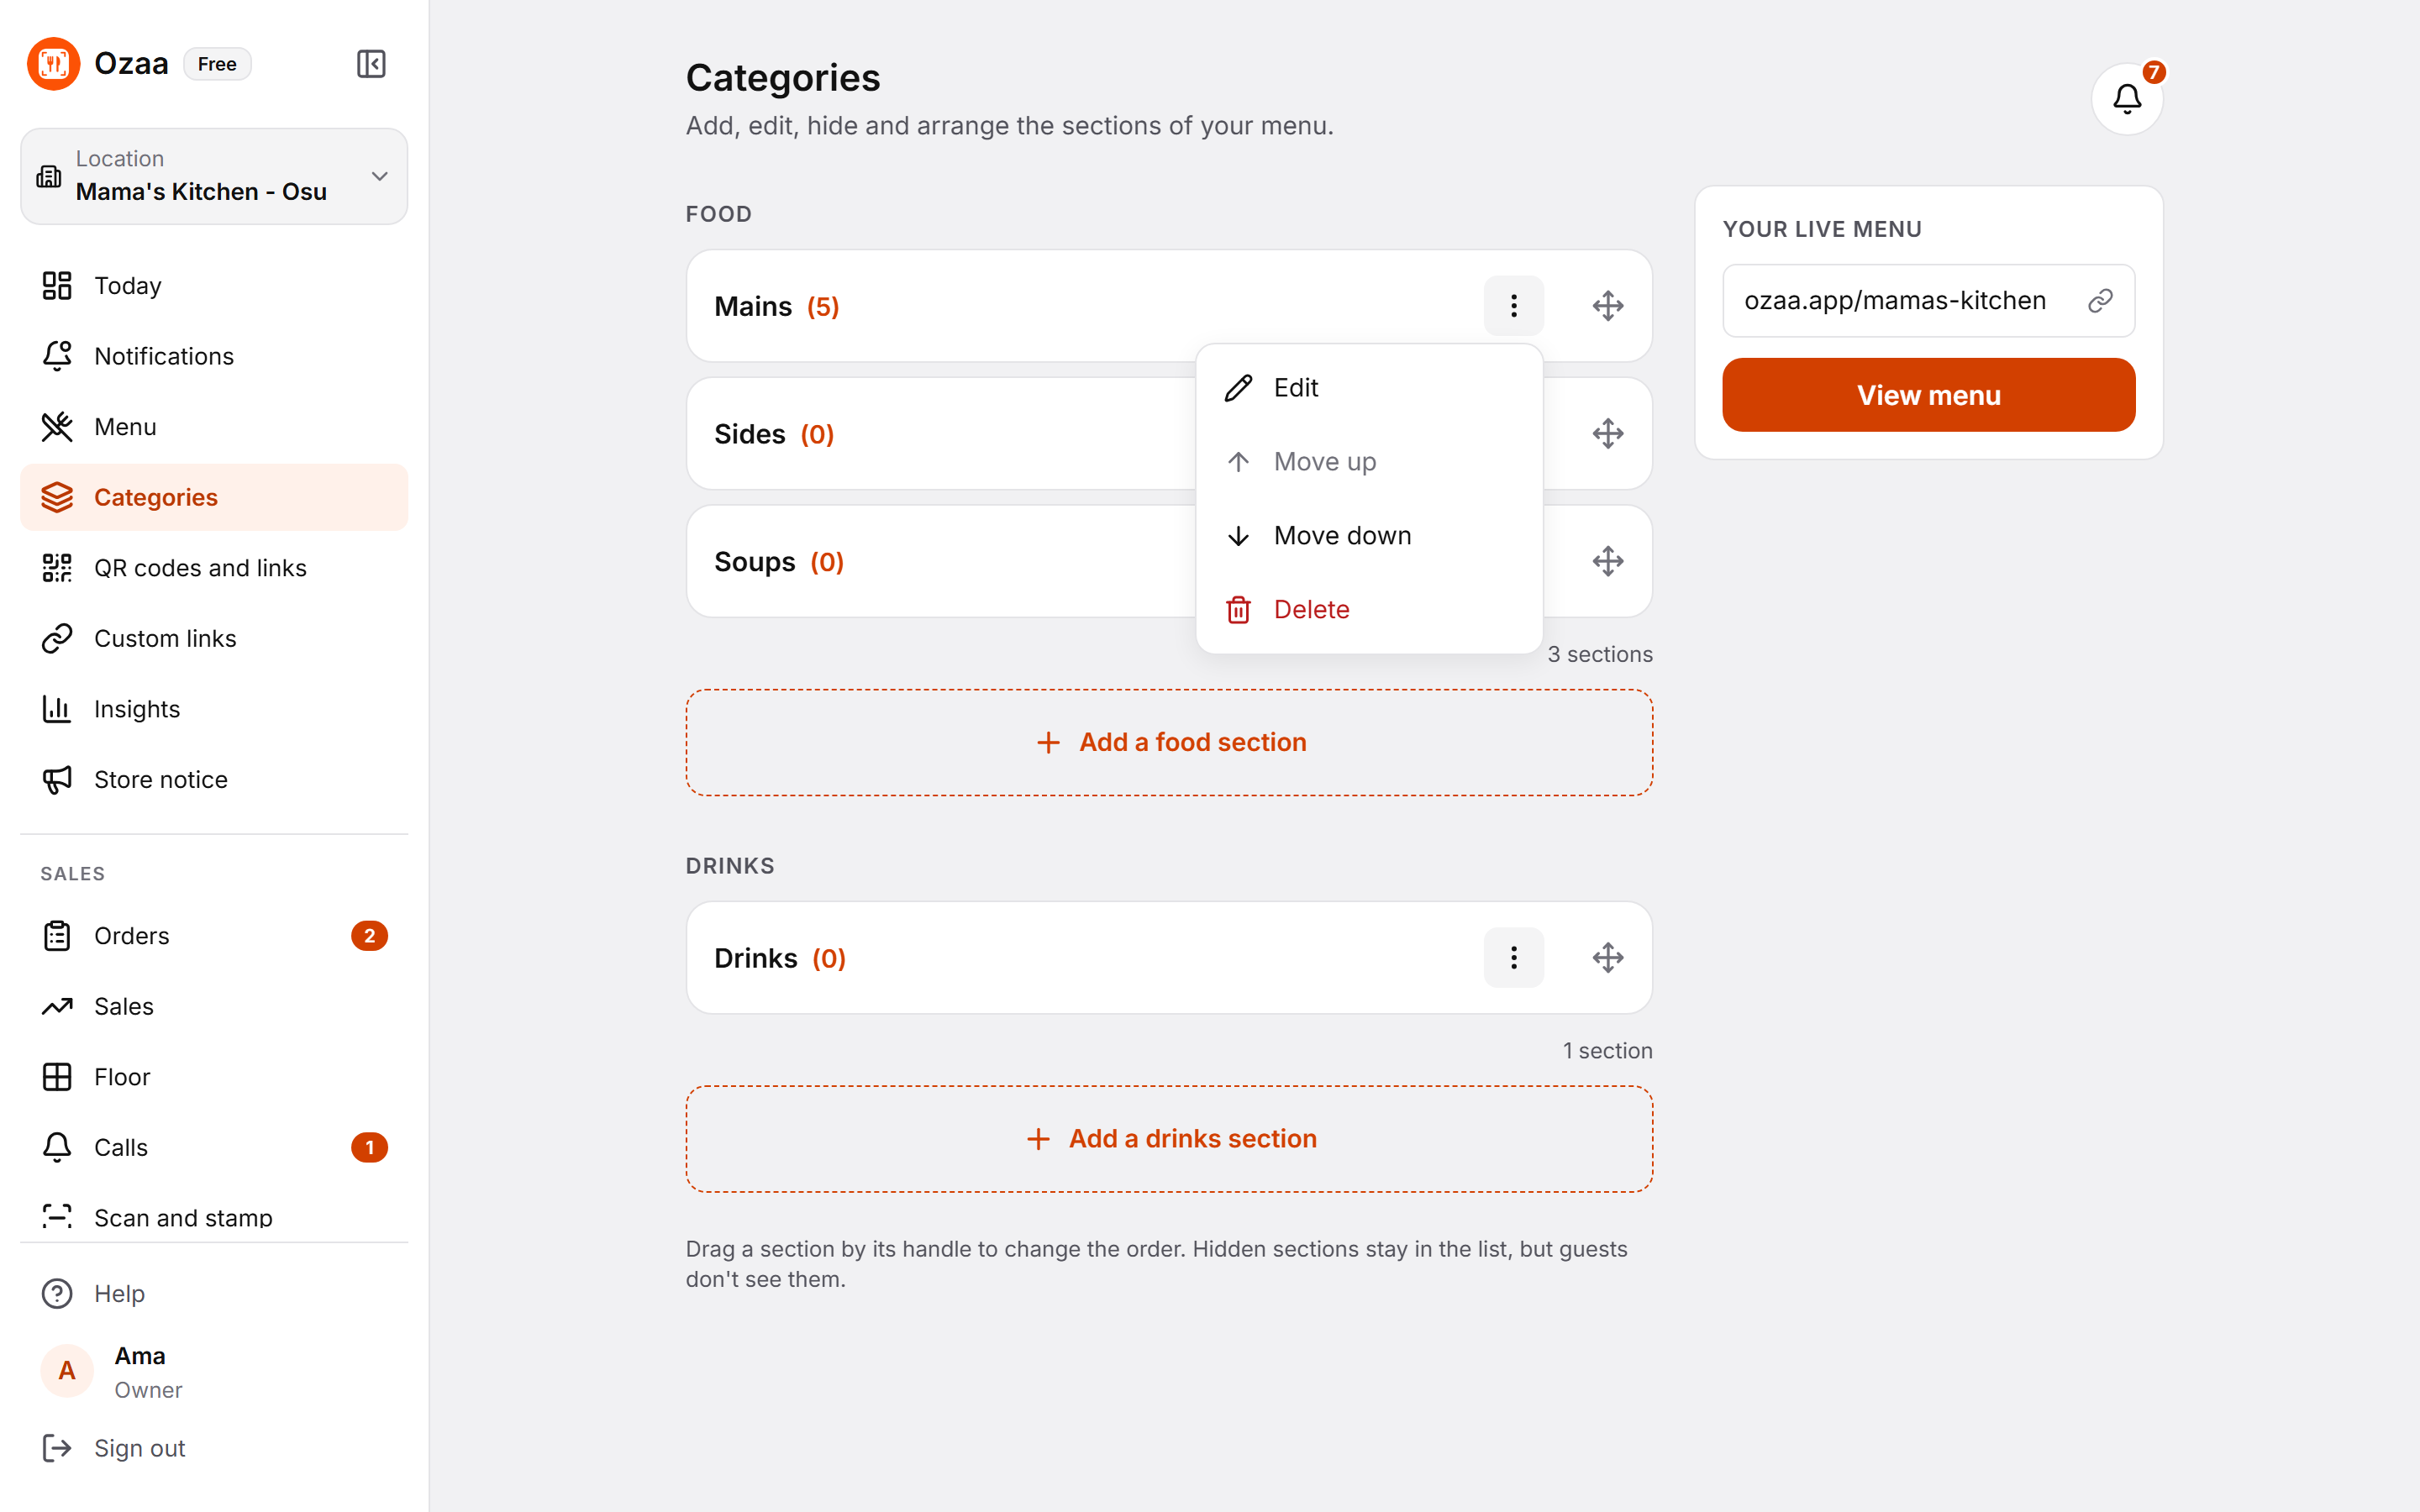 Ozaa Free
Location
Mama's Kitchen - Osu
Today
Notifications
Menu
Categories
QR codes and links
Custom links
Insights
Store notice
SALES
Orders 2
Sales
Floor
Calls 1
Scan and stamp
Help
A
Ama
Owner
Sign out
Categories
Add, edit, hide and arrange the sections of your menu.
7
FOOD
Mains (5)
Edit
Move up
Move down
Delete
Sides (0)
Soups (0)
3 sections
Add a food section
DRINKS
Drinks (0)
1 section
Add a drinks section
Drag a section by its handle to change the order. Hidden sections stay in the list, but guests
don't see them.
YOUR LIVE MENU
ozaa.app/mamas-kitchen
View menu